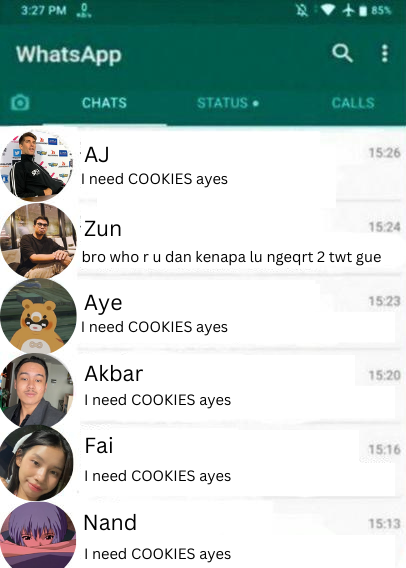 3:27 PM
0
KB/s
85%
WhatsApp
CHATS
STATUS
CALLS
AJ
15:26
I need COOKIES ayes
Zun
15:24
bro who r u dan kenapa lu ngeqrt 2 twt gue
Aye
15:23
I need COOKIES ayes
Akbar
15:20
I need COOKIES ayes
Fai
15:16
I need COOKIES ayes
Nand
15:13
I need COOKIES ayes